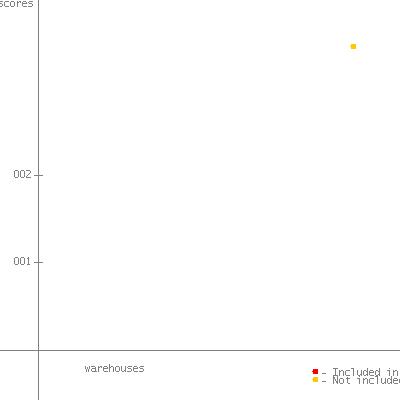 scores
002
001
warehouses
- Included in
- Not included